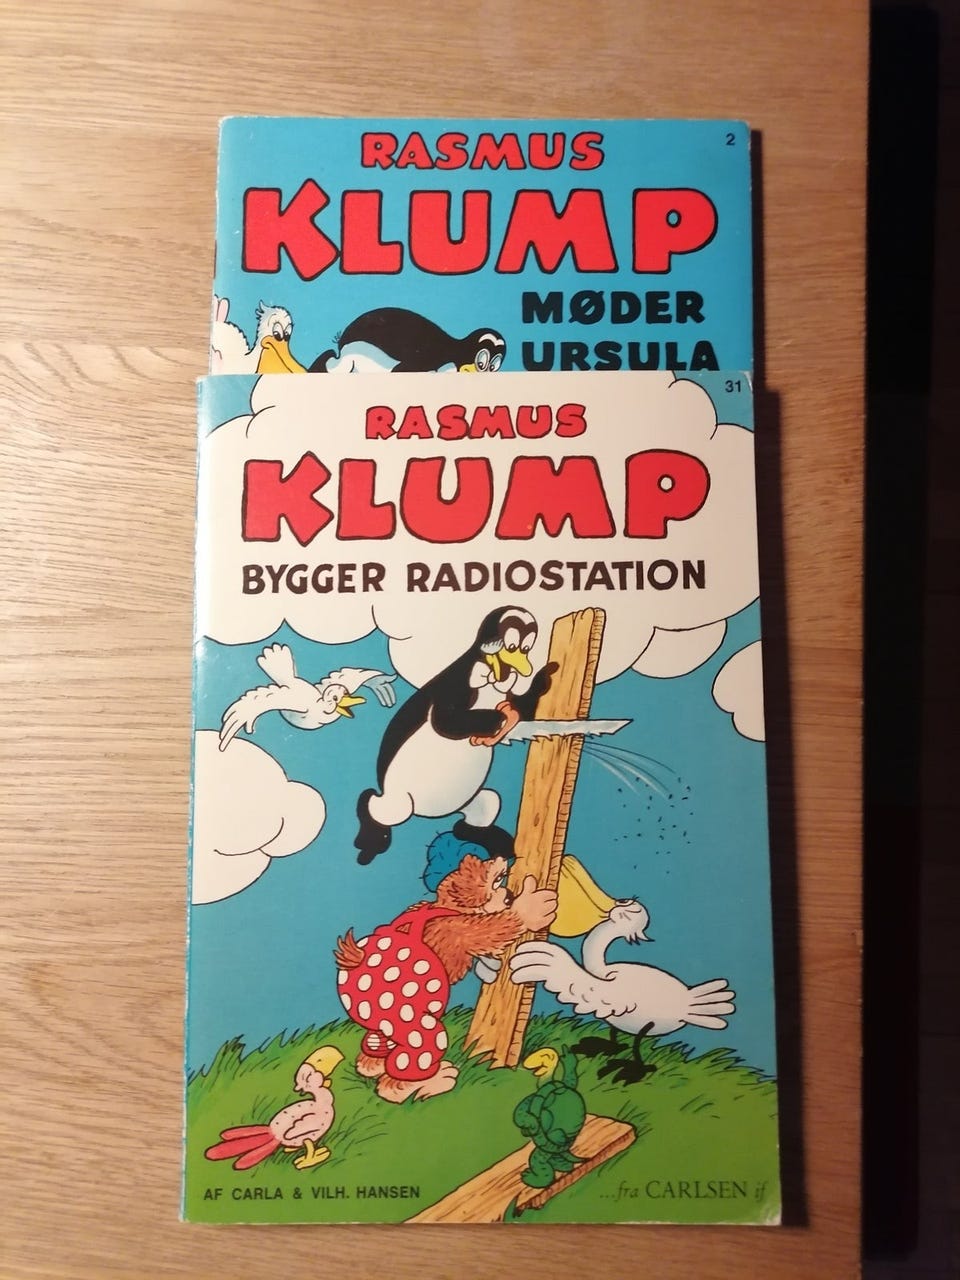 RASMUS
2
KLUMP
MØDER
URSULA
31
RASMUS
KLUMP
BYGGER RADIOSTATION
AF CARLA & VILH. HANSEN
...fra CARLSEN if